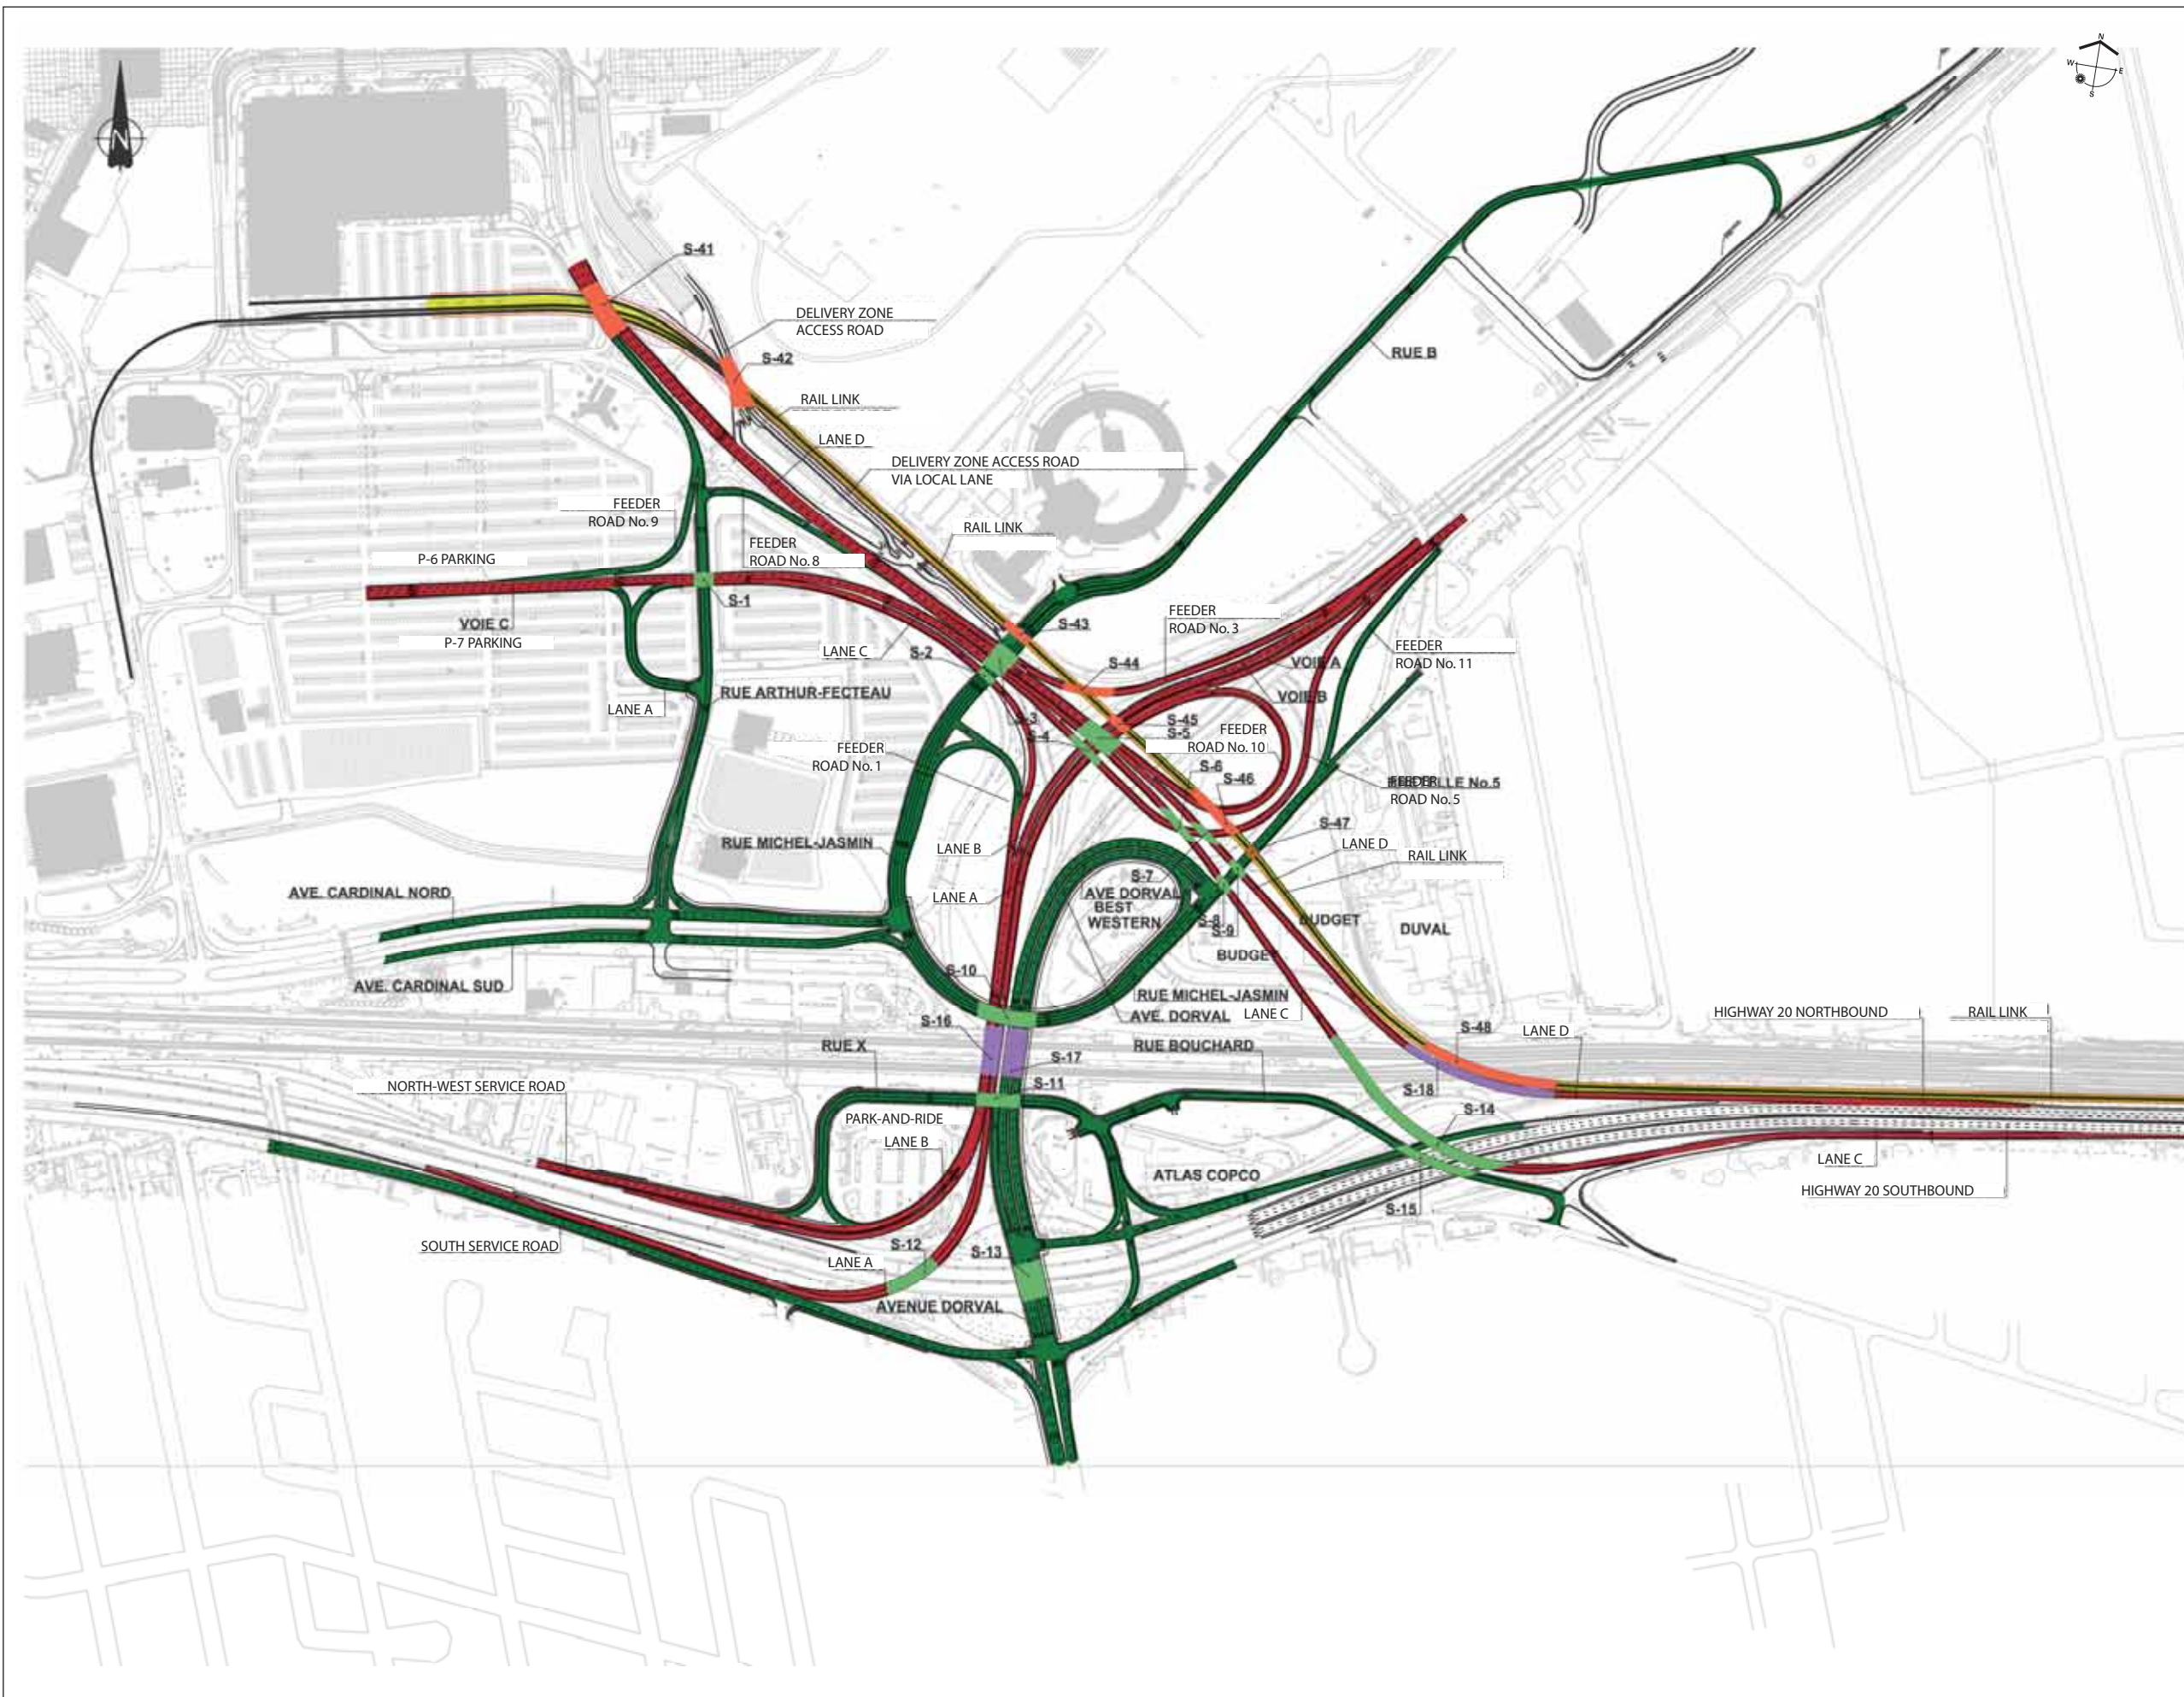 N
W
E
S
N
S-41
DELIVERY ZONE
ACCESS ROAD
S-42
RUE B
RAIL LINK
LANE D
DELIVERY ZONE ACCESS ROAD
VIA LOCAL LANE
FEEDER
ROAD No. 9
RAIL LINK
FEEDER
ROAD No. 8
P-6 PARKING
S-1
VOIE C
P-7 PARKING
FEEDER
ROAD No. 3
S-43
LANE C
S-2
S-44
VOIE A
FEEDER
ROAD No. 11
RUE ARTHUR-FECTEAU
VOIE B
LANE A
S-3
S-45
S-4
S-5
FEEDER
ROAD No. 10
FEEDER
ROAD No. 1
S-6
S-46
No.5
FEEDER
ROAD No. 5
S-47
RUE MICHEL-JASMIN
LANE B
LANE D
RAIL LINK
S-7
AVE. CARDINAL NORD
LANE A
AVE DORVAL
BEST
WESTERN
S-8
S-9
BUDGET
DUVAL
BUDGET
S-10
AVE. CARDINAL SUD
RUE MICHEL-JASMIN
AVE. DORVAL
LANE C
S-16
HIGHWAY 20 NORTHBOUND
RAIL LINK
S-48
LANE D
RUE X
RUE BOUCHARD
S-17
NORTH-WEST SERVICE ROAD
S-11
S-18
S-14
PARK-AND-RIDE
LANE B
LANE C
ATLAS COPCO
HIGHWAY 20 SOUTHBOUND
S-15
SOUTH SERVICE ROAD
S-12
S-13
LANE A
AVENUE DORVAL